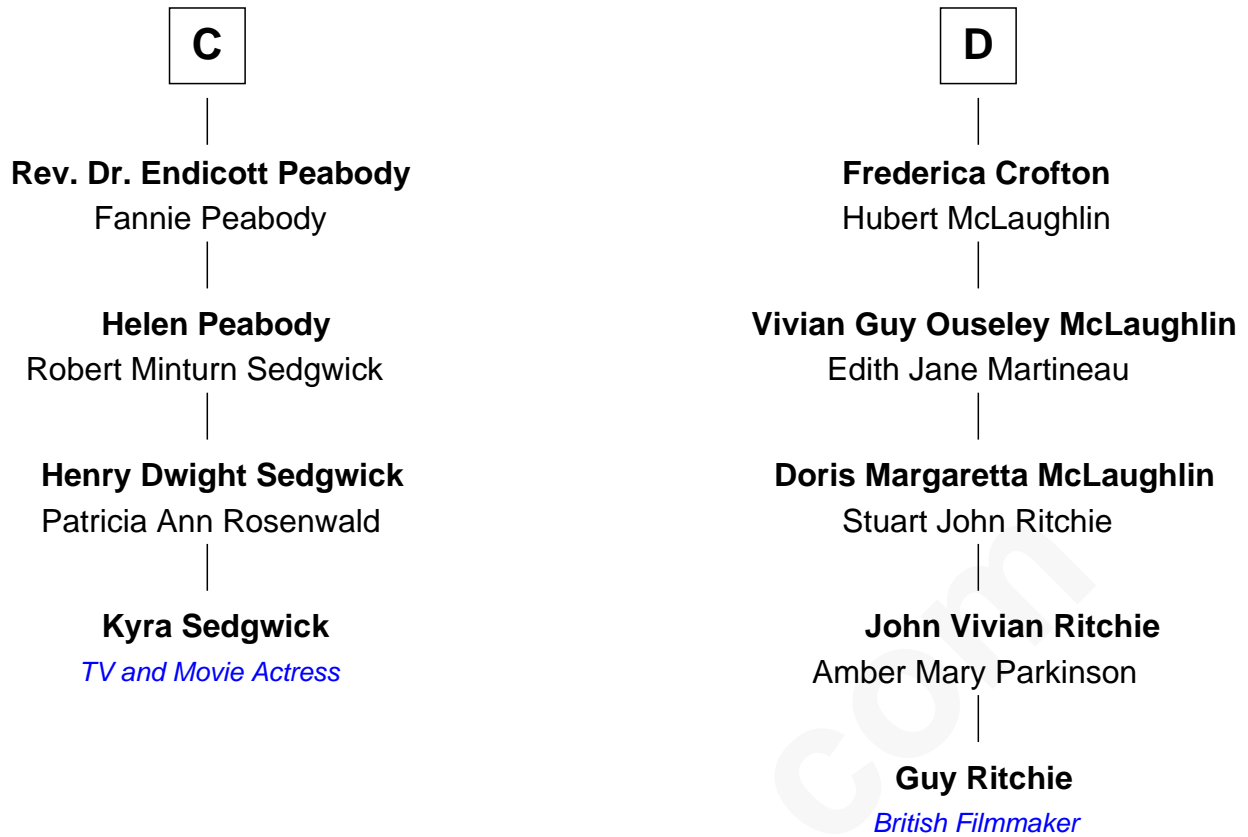 C
Rev. Dr. Endicott Peabody
Fannie Peabody
Helen Peabody
Robert Minturn Sedgwick
Henry Dwight Sedgwick
Patricia Ann Rosenwald
Kyra Sedgwick
TV and Movie Actress
D
Frederica Crofton
Hubert McLaughlin
Vivian Guy Ouseley McLaughlin
Edith Jane Martineau
Doris Margaretta McLaughlin
Stuart John Ritchie
John Vivian Ritchie
Amber Mary Parkinson
Guy Ritchie
British Filmmaker
com